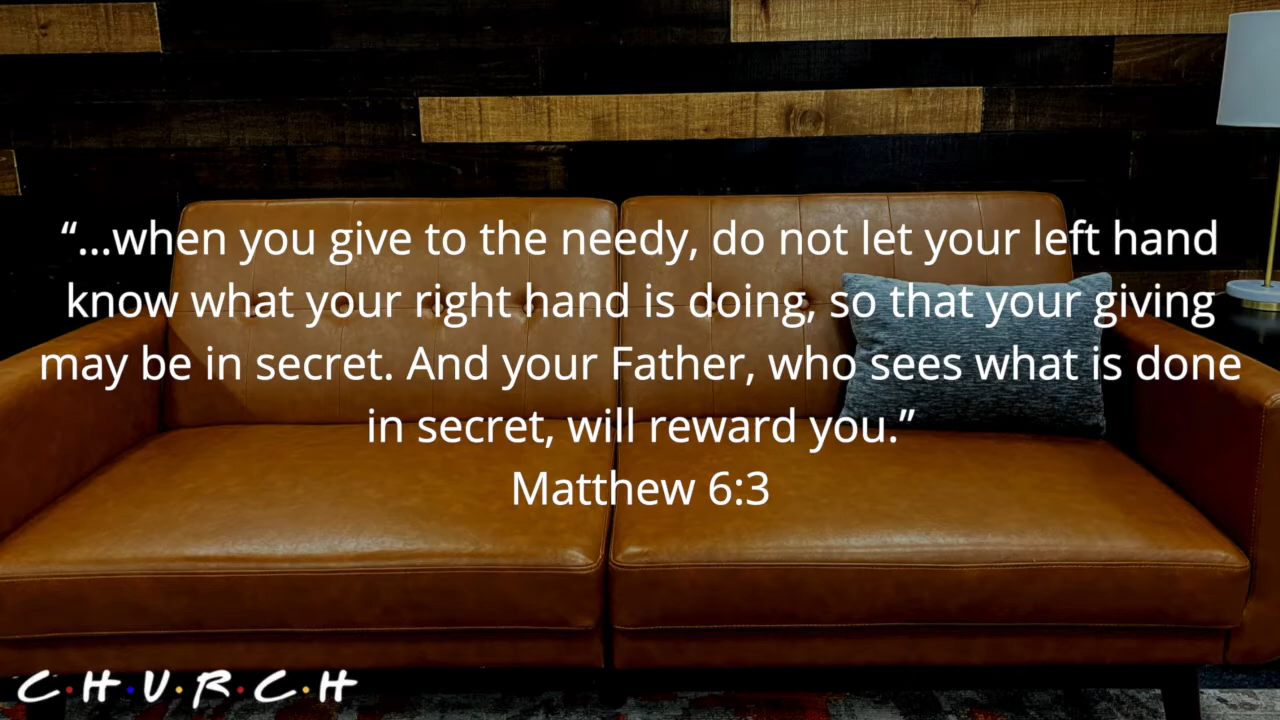 “...when you give to the needy, do not let your left hand
know what your right hand is doing, so that your giving
may be in secret. And your Father, who sees what is done
in secret, will reward you.”
Matthew 6:3
C·H·U·R·C·H